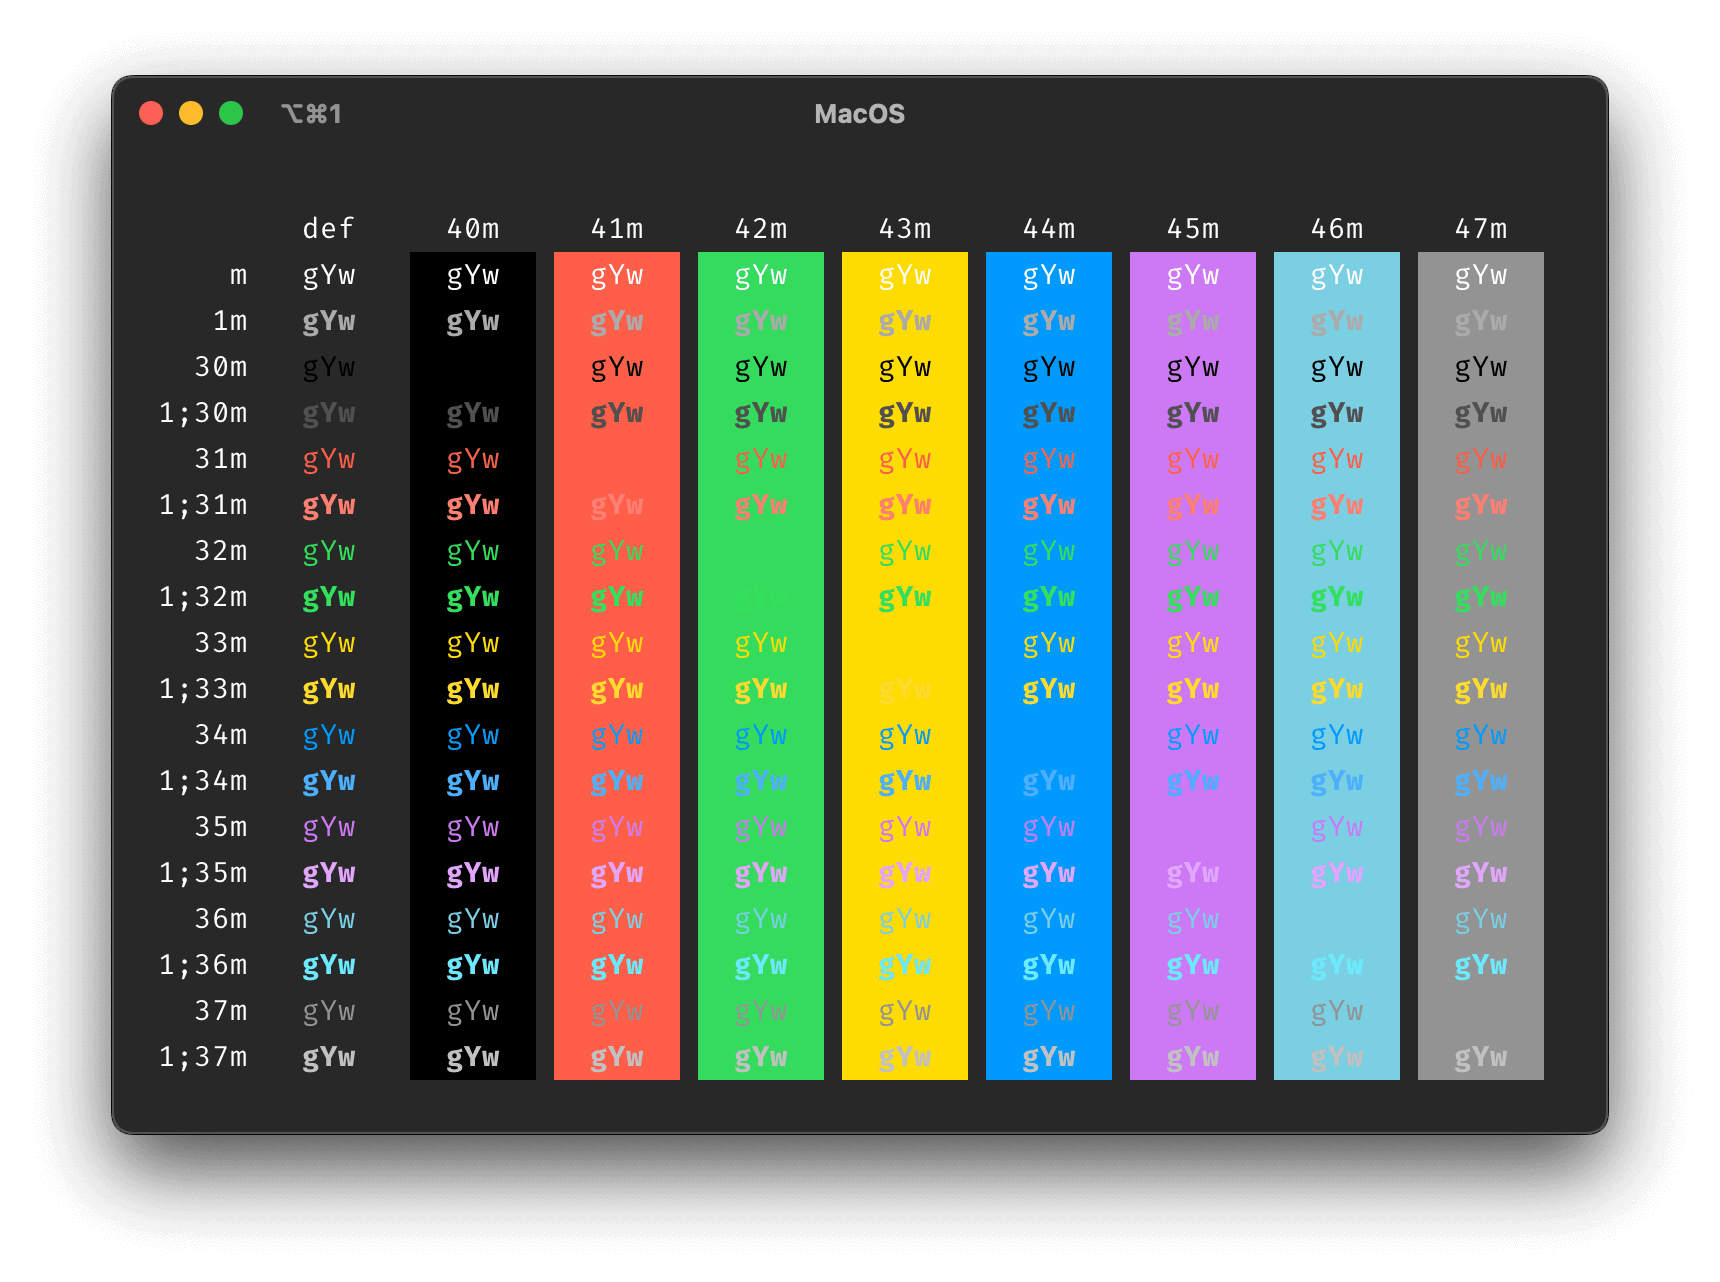 ⌥⌘1 MacOS
def 40m 41m 42m 43m 44m 45m 46m 47m
m gYw gYw gYw gYw gYw gYw gYw gYw gYw
1m gYw gYw gYw gYw gYw gYw gYw gYw gYw
30m gYw gYw gYw gYw gYw gYw gYw gYw
1;30m gYw gYw gYw gYw gYw gYw gYw gYw gYw
31m gYw gYw gYw gYw gYw gYw gYw gYw
1;31m gYw gYw gYw gYw gYw gYw gYw gYw gYw
32m gYw gYw gYw gYw gYw gYw gYw gYw
1;32m gYw gYw gYw gYw gYw gYw gYw gYw
33m gYw gYw gYw gYw gYw gYw gYw gYw
1;33m gYw gYw gYw gYw gYw gYw gYw gYw gYw
34m gYw gYw gYw gYw gYw gYw gYw gYw
1;34m gYw gYw gYw gYw gYw gYw gYw gYw gYw
35m gYw gYw gYw gYw gYw gYw gYw gYw
1;35m gYw gYw gYw gYw gYw gYw gYw gYw gYw
36m gYw gYw gYw gYw gYw gYw gYw gYw
1;36m gYw gYw gYw gYw gYw gYw gYw gYw gYw
37m gYw gYw gYw gYw gYw gYw gYw gYw
1;37m gYw gYw gYw gYw gYw gYw gYw gYw gYw